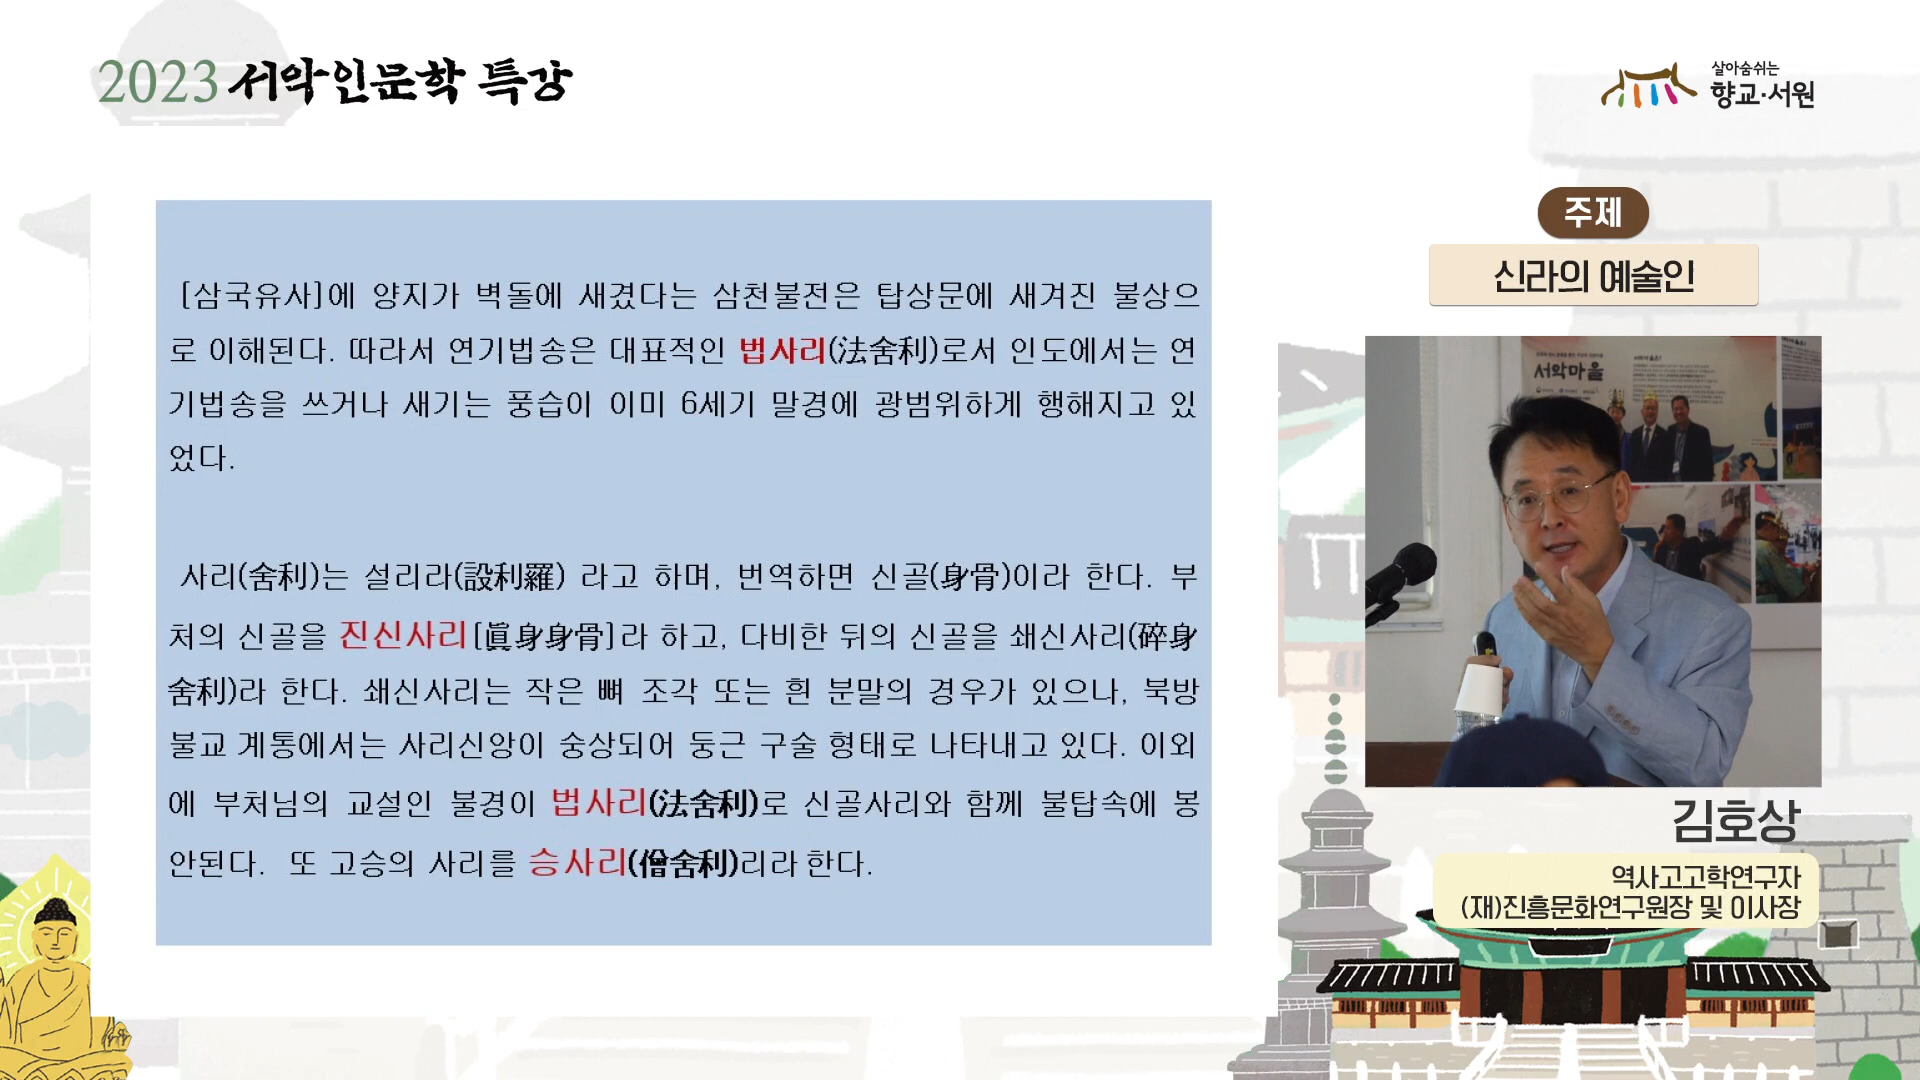 2023 서악인문학 특강
살아숨쉬는
향교·서원
[삼국유사]에 양지가 벽돌에 새겼다는 삼천불전은 탑상문에 새겨진 불상으
로 이해된다. 따라서 연기법송은 대표적인 법사리(法舍利)로서 인도에서는 연
기법송을 쓰거나 새기는 풍습이 이미 6세기 말경에 광범위하게 행해지고 있
었다.
사리(舍利)는 설리라(設利羅) 라고 하며, 번역하면 신골(身骨)이라 한다. 부
처의 신골을 진신사리[眞身身骨]라 하고, 다비한 뒤의 신골을 쇄신사리(碎身
舍利)라 한다. 쇄신사리는 작은 뼈 조각 또는 흰 분말의 경우가 있으나, 북방
불교 계통에서는 사리신앙이 숭상되어 둥근 구술 형태로 나타내고 있다. 이외
에 부처님의 교설인 불경이 법사리(法舍利)로 신골사리와 함께 불탑속에 봉
안된다. 또 고승의 사리를 승사리(僧舍利)리라 한다.
주제
신라의 예술인
서악마을
김호상
역사고고학연구자
(재)진흥문화연구원장 및 이사장